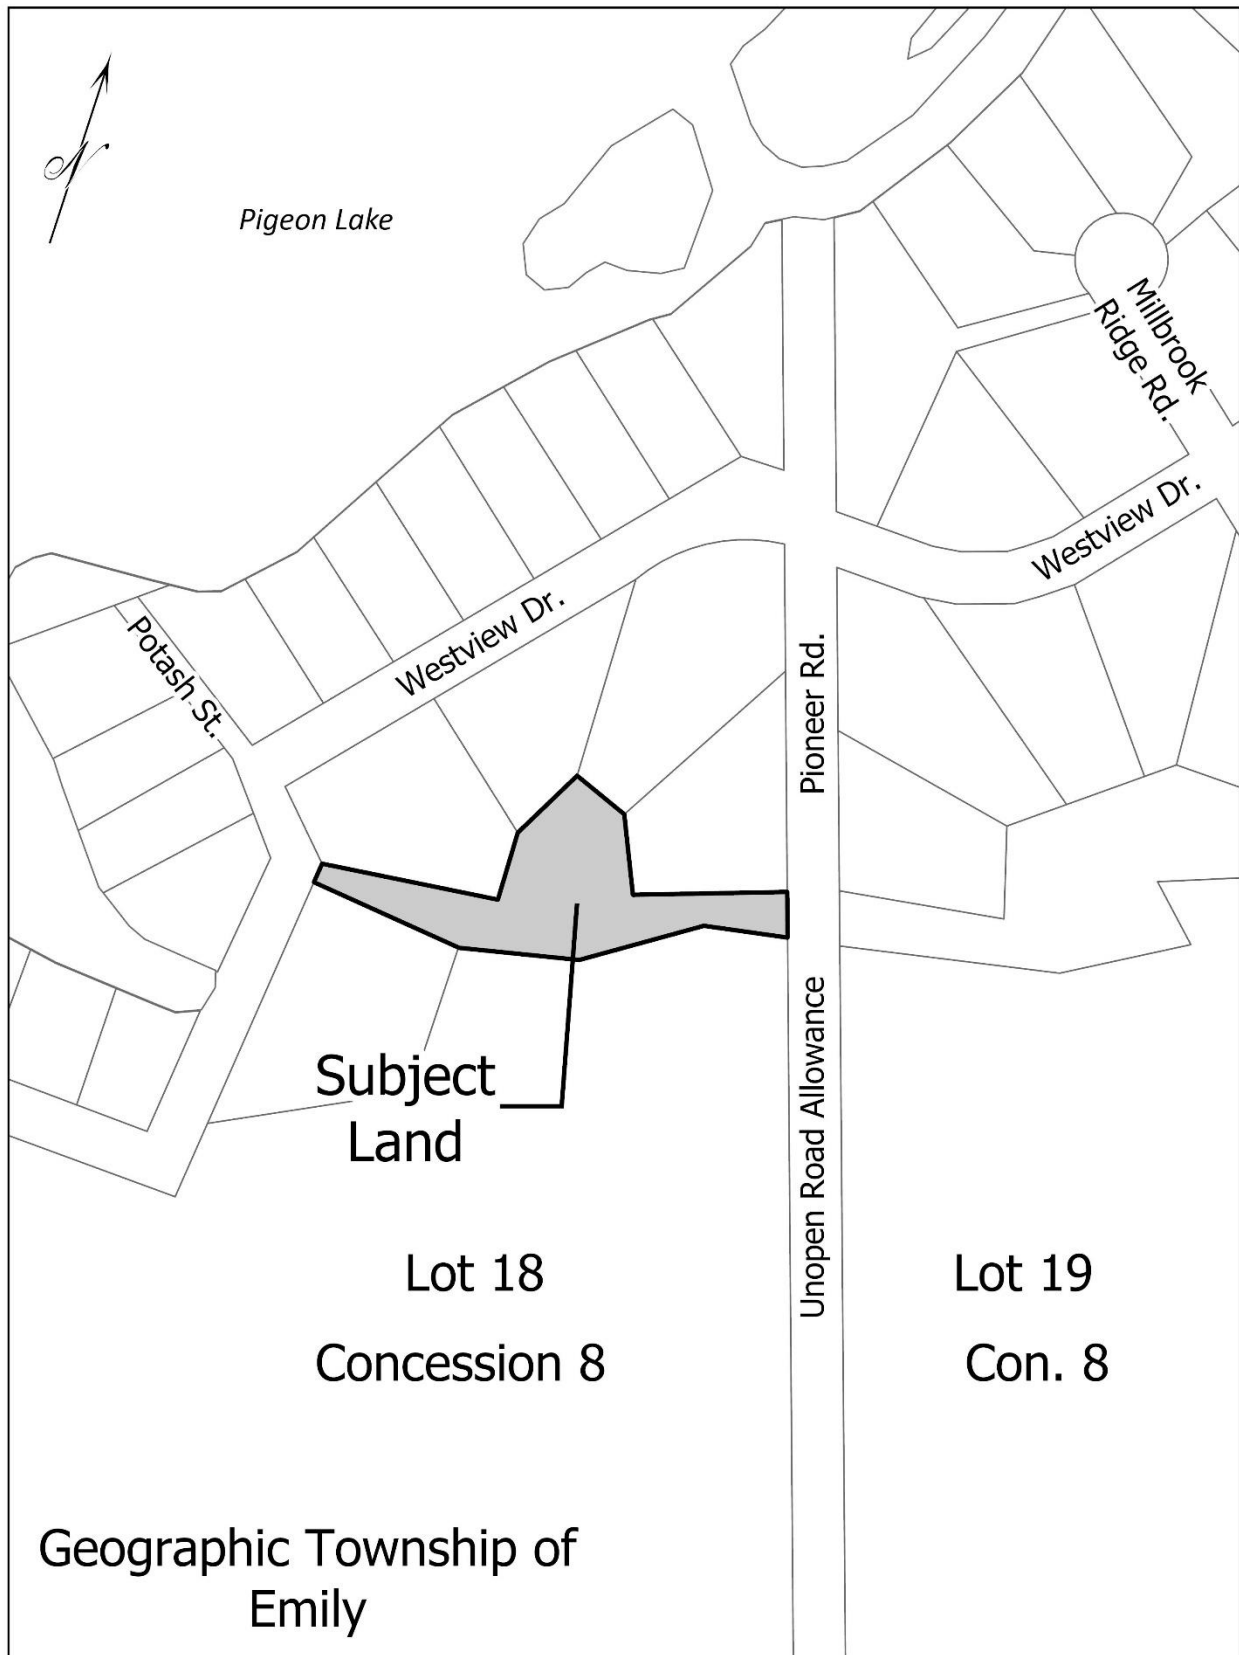 N
Pigeon Lake
Millbrook
Ridge Rd.
Westview Dr.
Westview Dr.
Potash St.
Pioneer Rd.
Unopen Road Allowance
Subject
Land
Lot 18
Lot 19
Concession 8
Con. 8
Geographic Township of
Emily